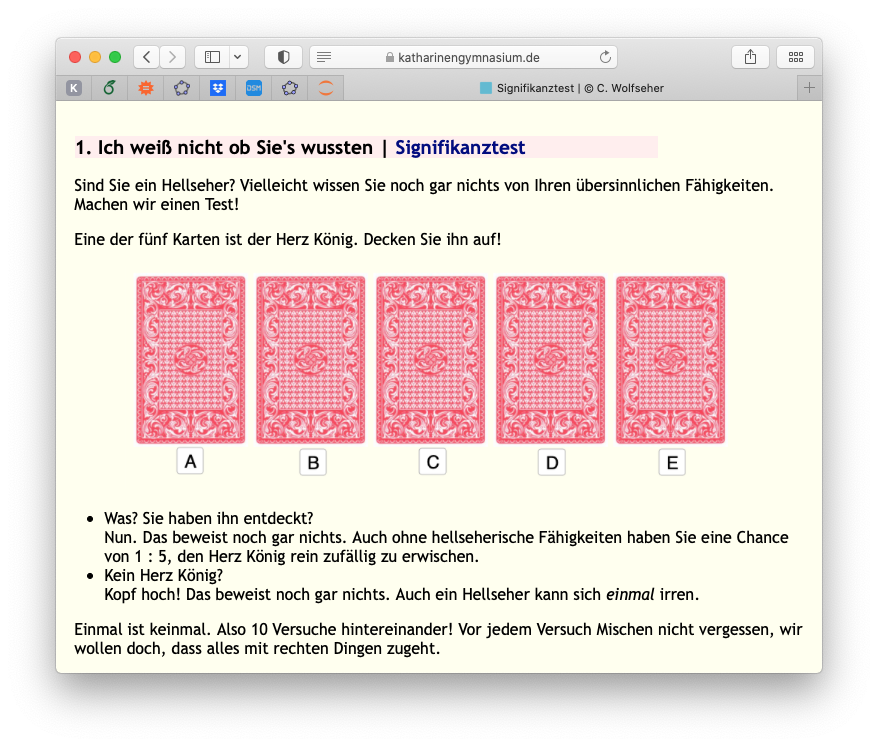 katharinengymnasium.de
K
DSM
Signifikanztest | © C. Wolfseher
1. Ich weiß nicht ob Sie's wussten | Signifikanztest
Sind Sie ein Hellseher? Vielleicht wissen Sie noch gar nichts von Ihren übersinnlichen Fähigkeiten.
Machen wir einen Test!
Eine der fünf Karten ist der Herz König. Decken Sie ihn auf!
A
B
C
D
E
• Was? Sie haben ihn entdeckt?
Nun. Das beweist noch gar nichts. Auch ohne hellseherische Fähigkeiten haben Sie eine Chance
von 1 : 5, den Herz König rein zufällig zu erwischen.
• Kein Herz König?
Kopf hoch! Das beweist noch gar nichts. Auch ein Hellseher kann sich einmal irren.
Einmal ist keinmal. Also 10 Versuche hintereinander! Vor jedem Versuch Mischen nicht vergessen, wir
wollen doch, dass alles mit rechten Dingen zugeht.